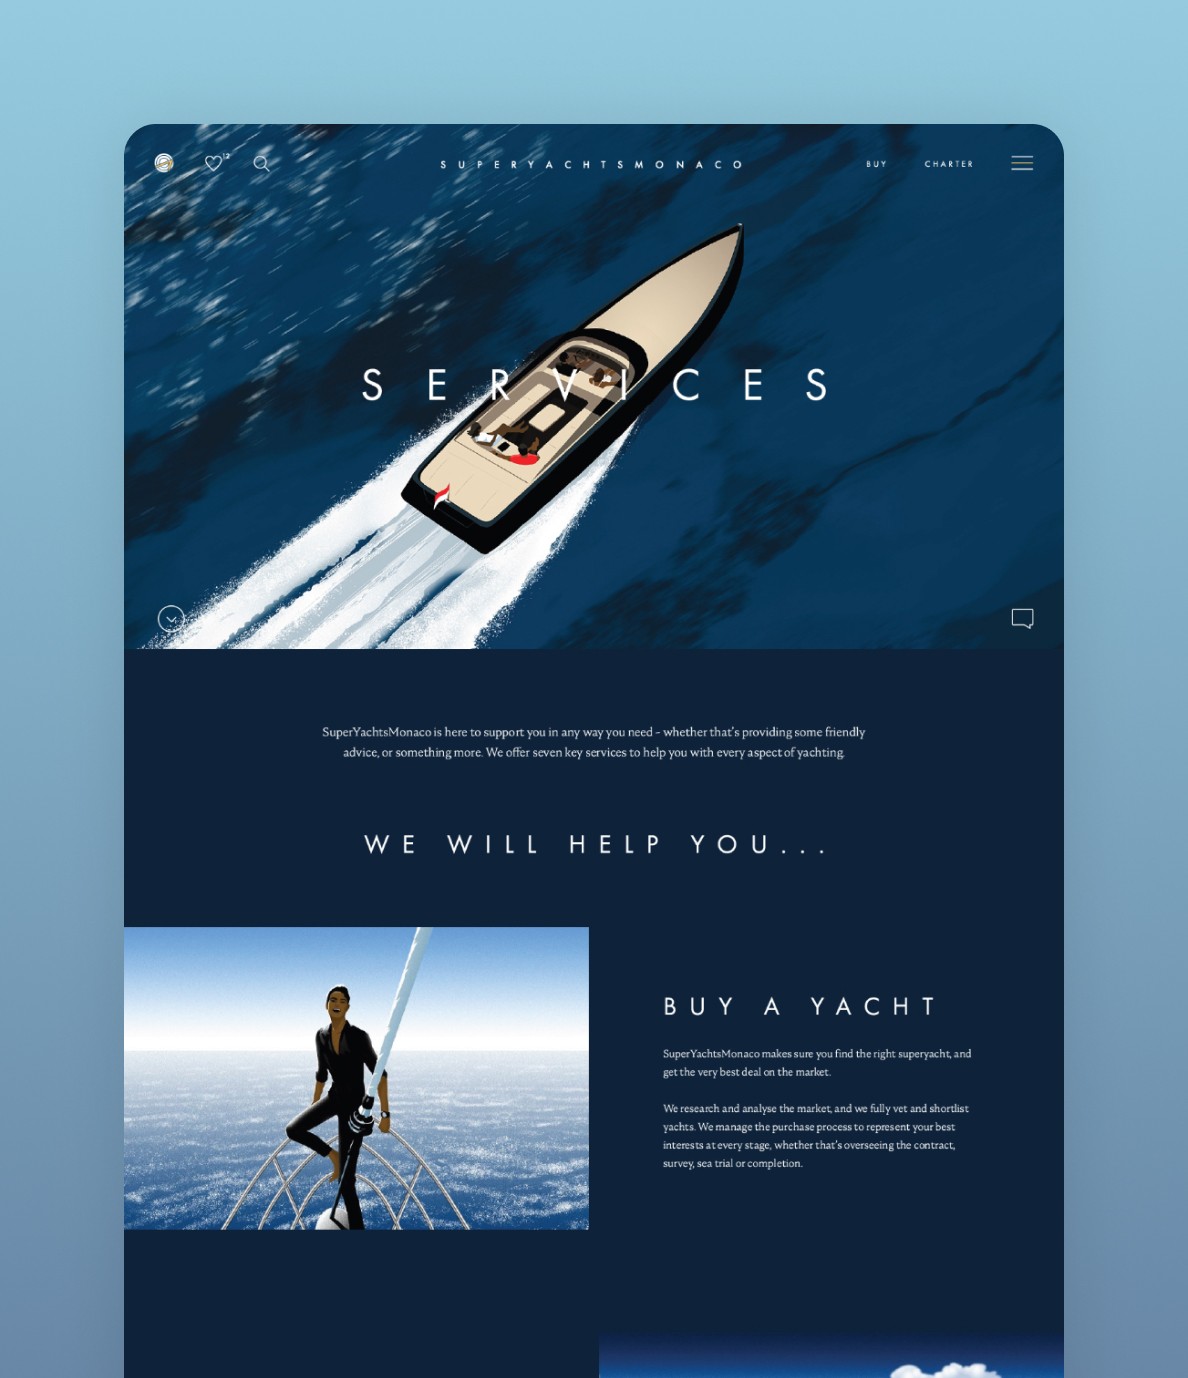 12
SUPERYACHTSMONACO
BUY
CHARTER
SERVICES
SuperYachtsMonaco is here to support you in any way you need - whether that's providing some friendly
advice, or something more. We offer seven key services to help you with every aspect of yachting.
WE WILL HELP YOU...
BUY A YACHT
SuperYachtsMonaco makes sure you find the right superyacht, and
get the very best deal on the market.
We research and analyse the market, and we fully vet and shortlist
yachts. We manage the purchase process to represent your best
interests at every stage, whether that's overseeing the contract,
survey, sea trial or completion.